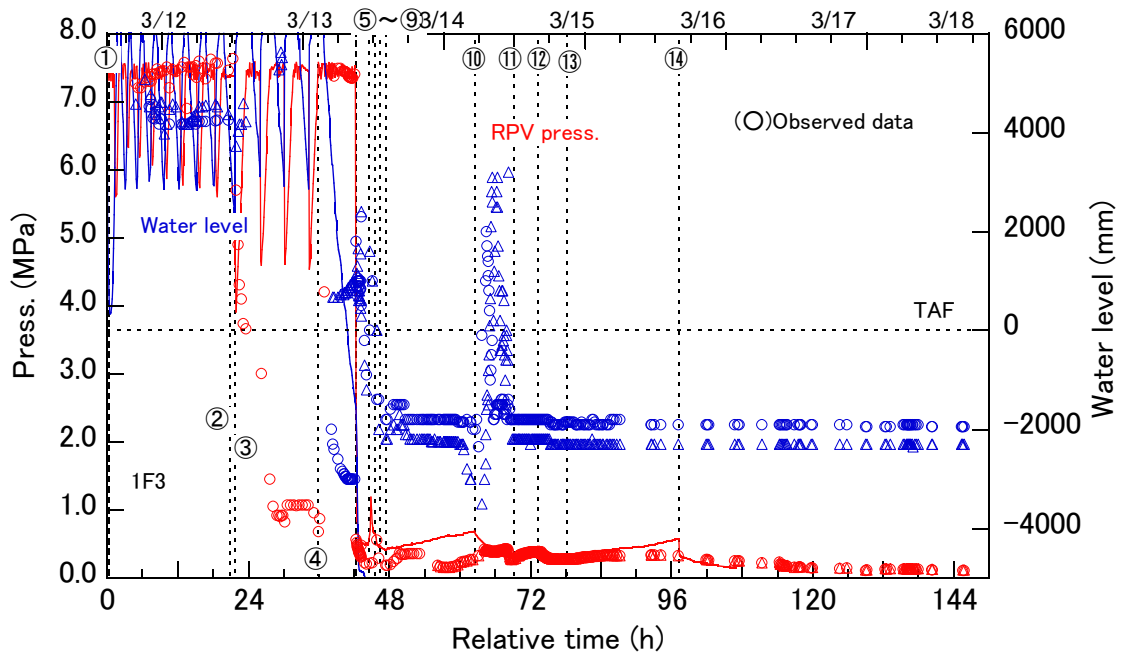 3/12 3/13 ⑤~⑨ 3/14 3/15 3/16 3/17 3/18
8.0 6000
① ⑩ ⑪ ⑫ ⑬ ⑭
7.0
(○)Observed data
RPV press.
4000
6.0
Water level
5.0 2000
4.0
TAF
0
3.0
②
2.0 −2000
③
1F3
1.0
−4000
④
0.0
0 24 48 72 96 120 144
Relative time (h)
Press. (MPa)
Water level (mm)